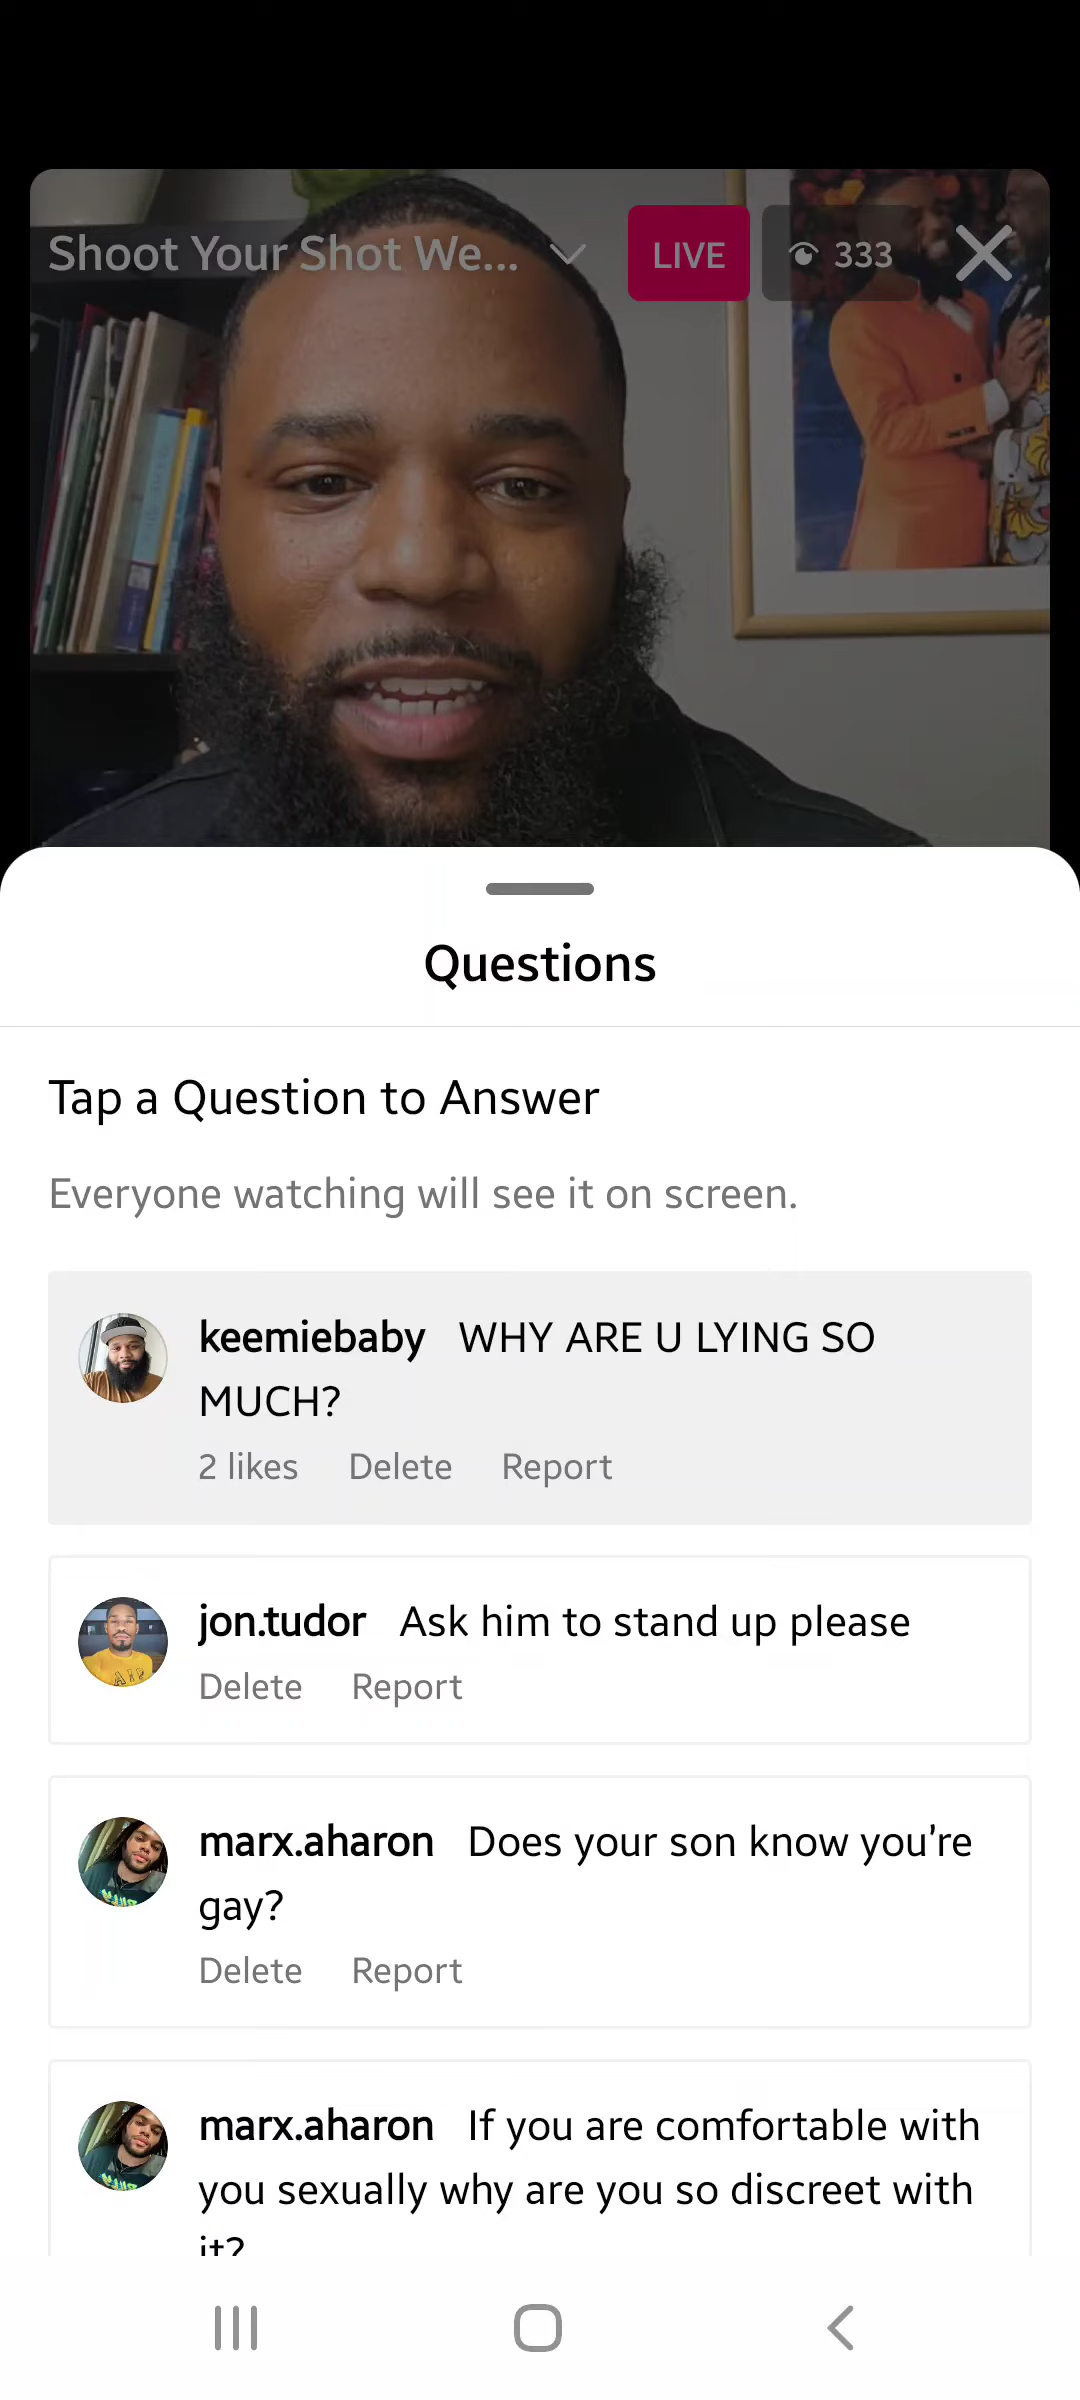 Shoot Your Shot We...
LIVE
333
Questions
Tap a Question to Answer
Everyone watching will see it on screen.
keemiebaby WHY ARE U LYING SO
MUCH?
2 likes Delete Report
jon.tudor Ask him to stand up please
Delete Report
marx.aharon Does your son know you're
gay?
Delete Report
marx.aharon If you are comfortable with
you sexually why are you so discreet with
it?